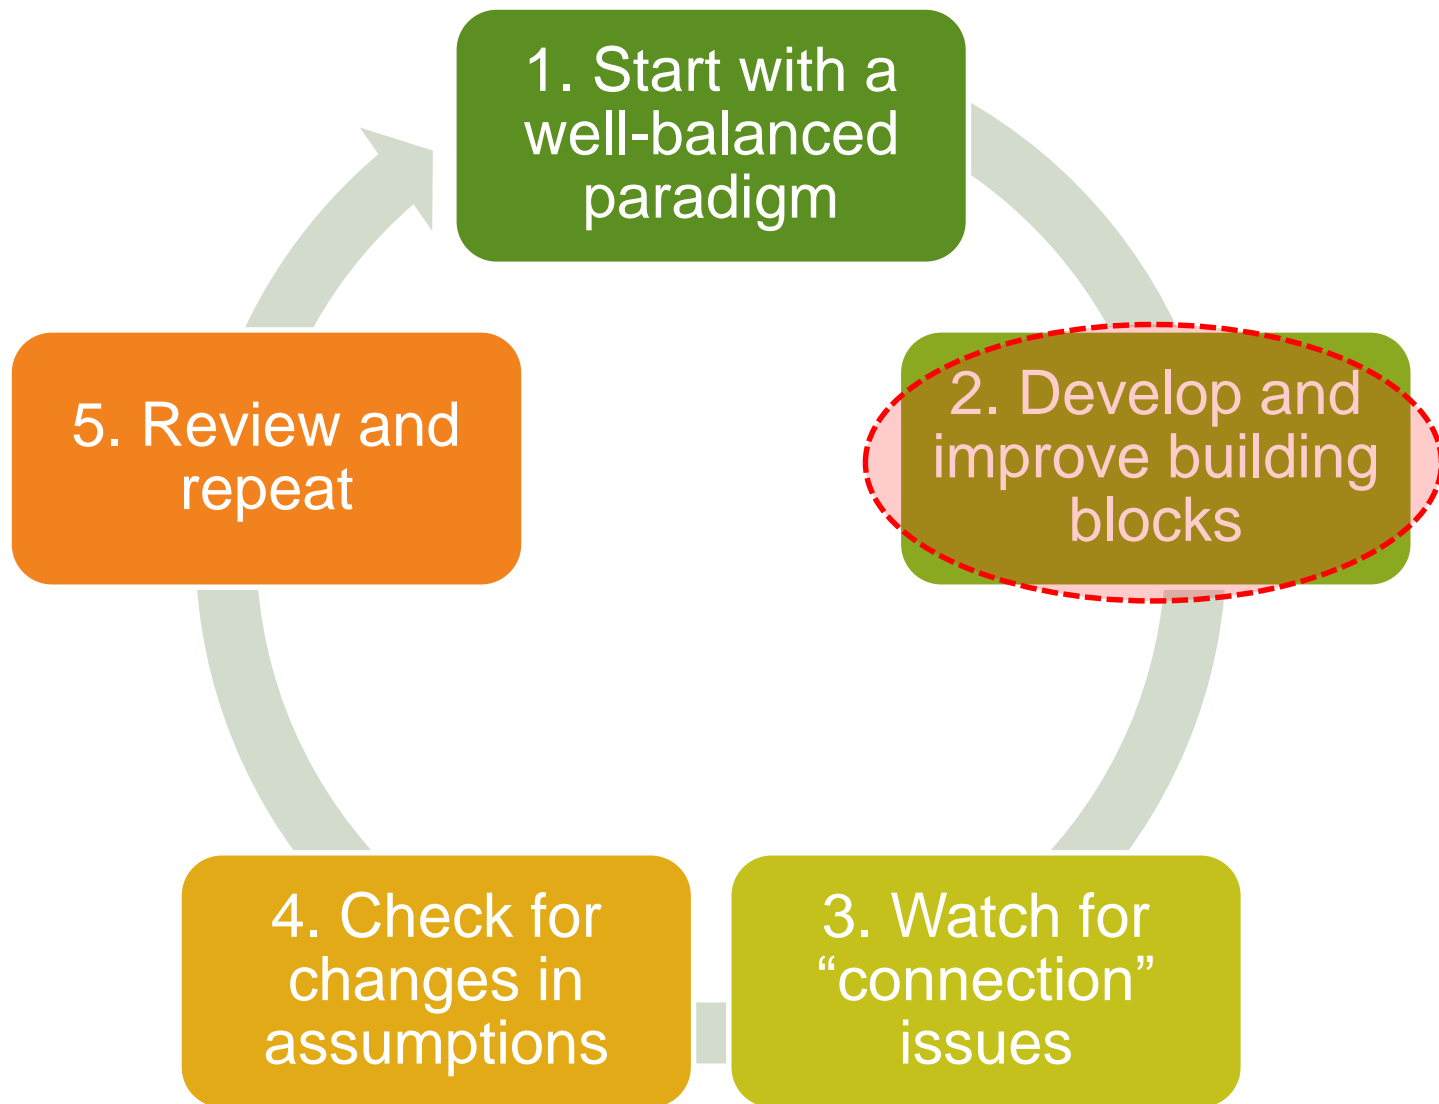 1. Start with a
well-balanced
paradigm
2. Develop and
improve building
blocks
3. Watch for
“connection”
issues
4. Check for
changes in
assumptions
5. Review and
repeat